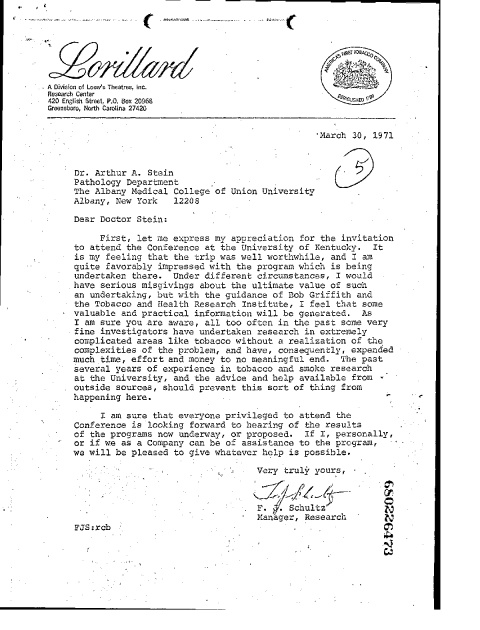 Lorillard
AMERICA'S FIRST TOBACCO COMPANY
ESTABLISHED 1760
A Division of Loew's Theatres, Inc.
Research Center
420 English Street, P.O. Box 20968
Greensboro, North Carolina 27420
March 30, 1971
5
Dr. Arthur A. Stein
Pathology Department
The Albany Medical College of Union University
Albany, New York 12208
Dear Doctor Stein:
First, let me express my appreciation for the invitation
to attend the Conference at the University of Kentucky. It
is my feeling that the trip was well worthwhile, and I am
quite favorably impressed with the program which is being
undertaken there. Under different circumstances, I would
have serious misgivings about the ultimate value of such
an undertaking, but with the guidance of Bob Griffith and
the Tobacco and Health Research Institute, I feel that some
valuable and practical information will be generated. As
I am sure you are aware, all too often in the past some very
fine investigators have undertaken research in extremely
complicated areas like tobacco without a realization of the
complexities of the problem, and have, consequently, expended
much time, effort and money to no meaningful end. The past
several years of experience in tobacco and smoke research
at the University, and the advice and help available from
outside sources, should prevent this sort of thing from
happening here.
I am sure that everyone privileged to attend the
Conference is looking forward to hearing of the results
of the programs now underway, or proposed. If I, personally,
or if we as a Company can be of assistance to the program,
we will be pleased to give whatever help is possible.
Very truly yours,
F. J. Schultz
Manager, Research
FJS:rcb
680226473